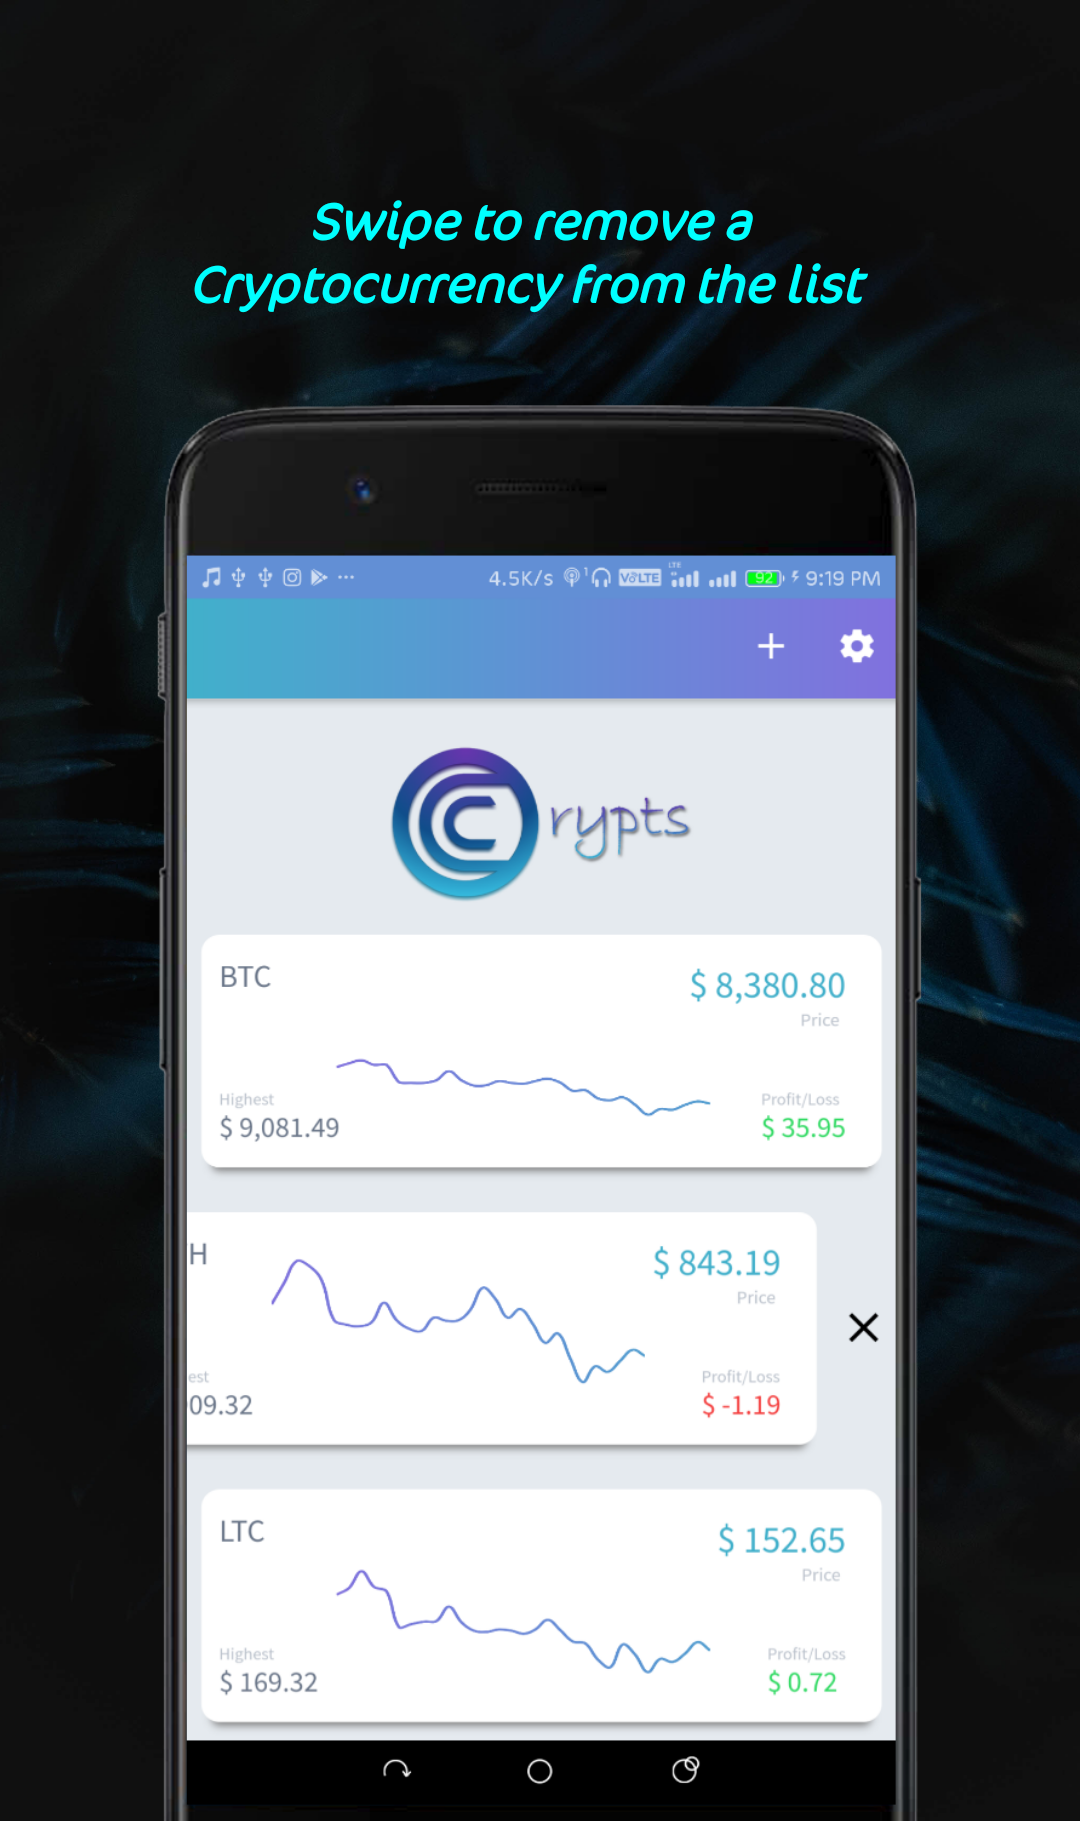 Swipe to remove a
Cryptocurrency from the list
4.5K/s 1 VoLTE LTE 92 9:19 PM
Crypts
BTC
$ 8,380.80
Price
Highest
Profit/Loss
$ 9,081.49
$ 35.95
H
$ 843.19
Price
est
Profit/Loss
09.32
$ -1.19
LTC
$ 152.65
Price
Highest
Profit/Loss
$ 169.32
$ 0.72